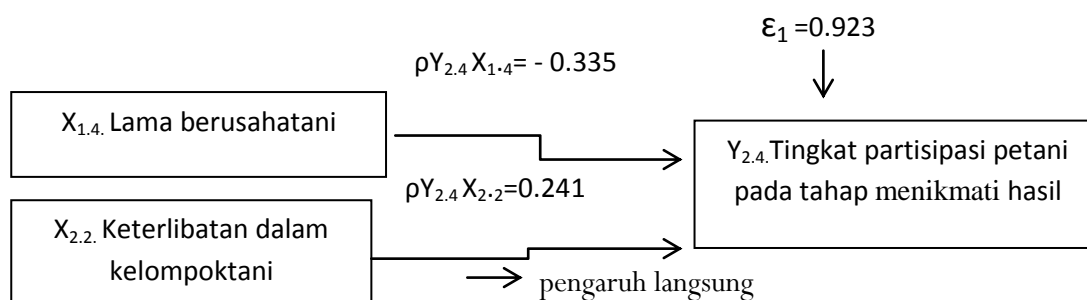 ε₁ =0.923
ρY₂.₄ X₁.₄= - 0.335
X₁.₄. Lama berusahatani
Y₂.₄.Tingkat partisipasi petani
pada tahap menikmati hasil
ρY₂.₄ X₂.₂=0.241
X₂.₂. Keterlibatan dalam
kelompoktani
pengaruh langsung